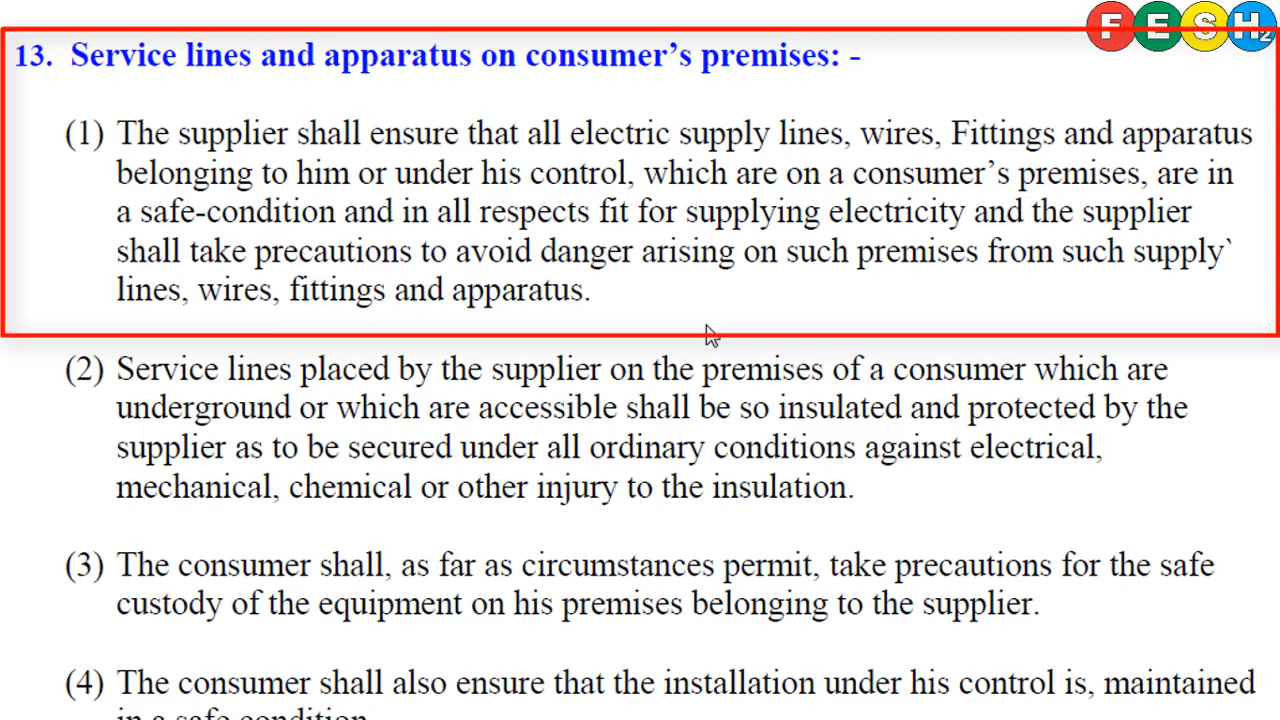 F E S H2
13. Service lines and apparatus on consumer’s premises: -
(1) The supplier shall ensure that all electric supply lines, wires, Fittings and apparatus
belonging to him or under his control, which are on a consumer’s premises, are in
a safe-condition and in all respects fit for supplying electricity and the supplier
shall take precautions to avoid danger arising on such premises from such supply`
lines, wires, fittings and apparatus.
(2) Service lines placed by the supplier on the premises of a consumer which are
underground or which are accessible shall be so insulated and protected by the
supplier as to be secured under all ordinary conditions against electrical,
mechanical, chemical or other injury to the insulation.
(3) The consumer shall, as far as circumstances permit, take precautions for the safe
custody of the equipment on his premises belonging to the supplier.
(4) The consumer shall also ensure that the installation under his control is, maintained
in a safe condition